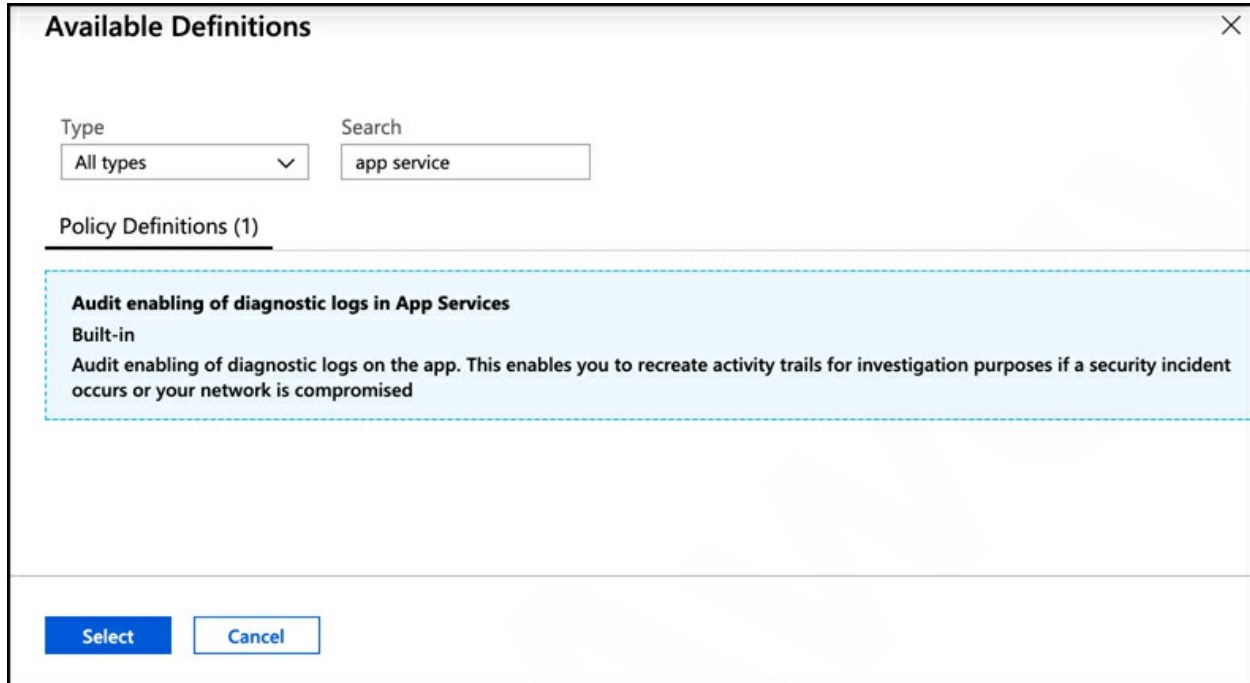 Available Definitions
Type
Search
All types
app service
Policy Definitions (1)
Audit enabling of diagnostic logs in App Services
Built-in
Audit enabling of diagnostic logs on the app. This enables you to recreate activity trails for investigation purposes if a security incident
occurs or your network is compromised
Select
Cancel